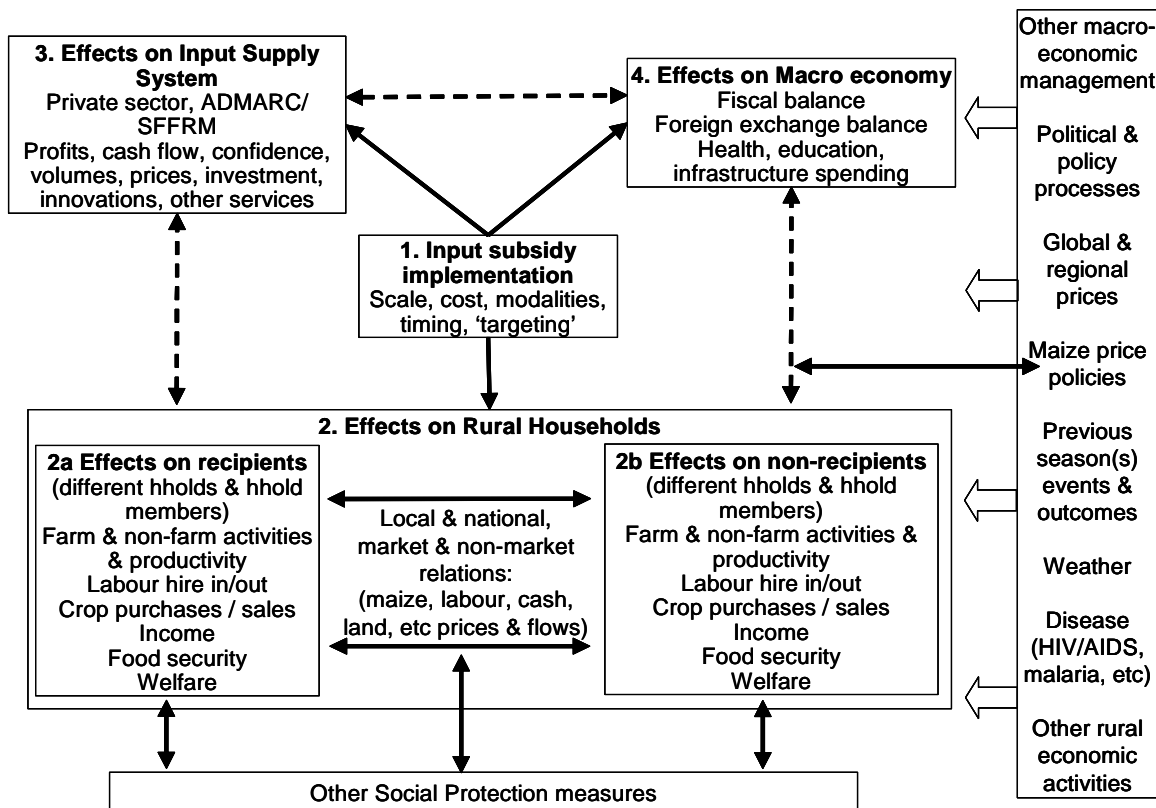 3. Effects on Input Supply
System
Private sector, ADMARC/
SFFRM
Profits, cash flow, confidence,
volumes, prices, investment,
innovations, other services
4. Effects on Macro economy
Fiscal balance
Foreign exchange balance
Health, education,
infrastructure spending
1. Input subsidy
implementation
Scale, cost, modalities,
timing, ‘targeting’
2. Effects on Rural Households
2a Effects on recipients
(different hholds & hhold
members)
Farm & non-farm activities
& productivity
Labour hire in/out
Crop purchases / sales
Income
Food security
Welfare
Local & national,
market & non-market
relations:
(maize, labour, cash,
land, etc prices & flows)
2b Effects on non-recipients
(different hholds & hhold
members)
Farm & non-farm activities &
productivity
Labour hire in/out
Crop purchases / sales
Income
Food security
Welfare
Other Social Protection measures
Other macro-
economic
management
Political &
policy
processes
Global &
regional
prices
Maize price
policies
Previous
season(s)
events &
outcomes
Weather
Disease
(HIV/AIDS,
malaria, etc)
Other rural
economic
activities